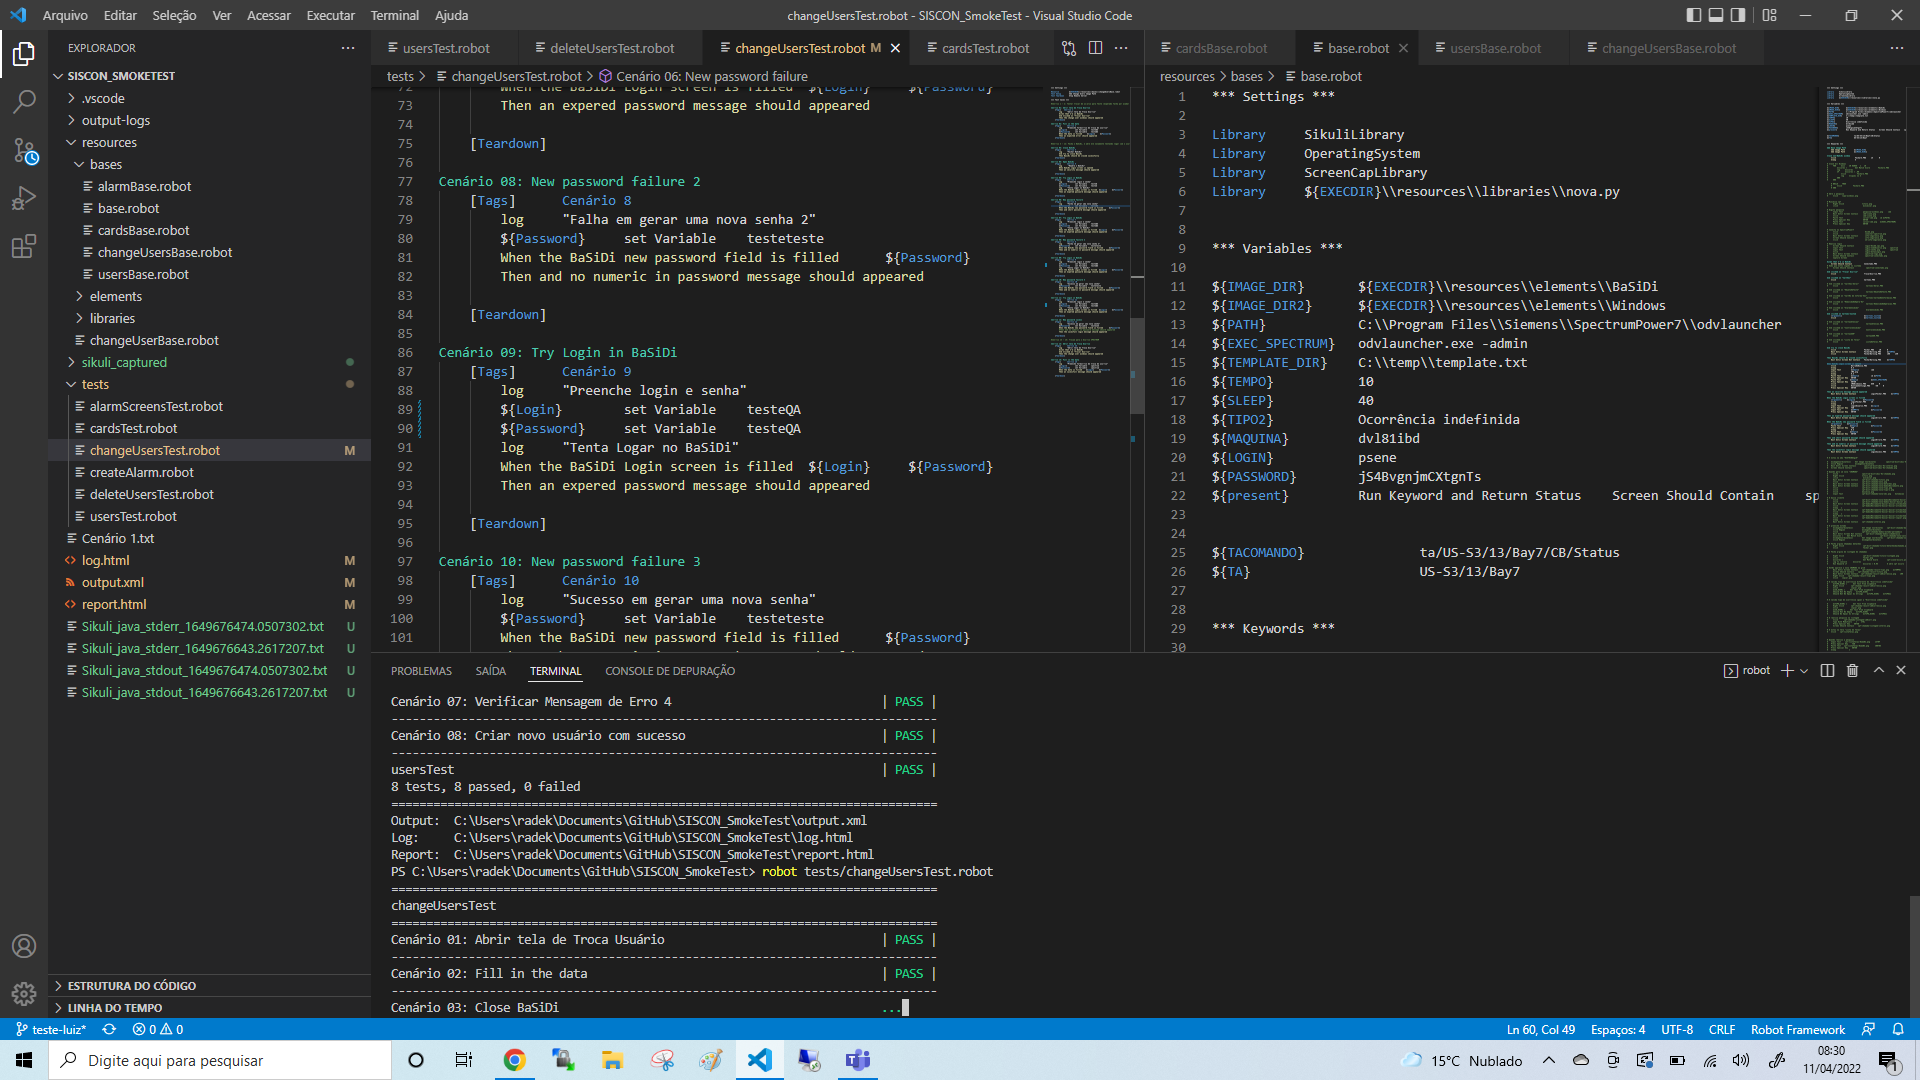 Arquivo Editar Seleção Ver Acessar Executar Terminal Ajuda
changeUsersTest.robot - SISCON_SmokeTest - Visual Studio Code
EXPLORADOR
SISCON_SMOKETEST
.vscode
output-logs
resources
bases
alarmBase.robot
base.robot
cardsBase.robot
changeUsersBase.robot
usersBase.robot
elements
libraries
changeUserBase.robot
sikuli_captured
tests
alarmScreensTest.robot
cardsTest.robot
changeUsersTest.robot M
createAlarm.robot
deleteUsersTest.robot
usersTest.robot
Cenário 1.txt
log.html M
output.xml M
report.html M
Sikuli_java_stderr_1649676474.0507302.txt U
Sikuli_java_stderr_1649676643.2617207.txt U
Sikuli_java_stdout_1649676474.0507302.txt U
Sikuli_java_stdout_1649676643.2617207.txt U
ESTRUTURA DO CÓDIGO
LINHA DO TEMPO
usersTest.robot deleteUsersTest.robot changeUsersTest.robot M cardsTest.robot
tests > changeUsersTest.robot > Cenário 06: New password failure
72 When the BaSiDi Login screen is filled ${Login} ${Password}
73 Then an expered password message should appeared
74
75 [Teardown]
76
77 Cenário 08: New password failure 2
78 [Tags] Cenário 8
79 log "Falha em gerar uma nova senha 2"
80 ${Password} set Variable testeteste
81 When the BaSiDi new password field is filled ${Password}
82 Then and no numeric in password message should appeared
83
84 [Teardown]
85
86 Cenário 09: Try Login in BaSiDi
87 [Tags] Cenário 9
88 log "Preenche login e senha"
89 ${Login} set Variable testeQA
90 ${Password} set Variable testeQA
91 log "Tenta Logar no BaSiDi"
92 When the BaSiDi Login screen is filled ${Login} ${Password}
93 Then an expered password message should appeared
94
95 [Teardown]
96
97 Cenário 10: New password failure 3
98 [Tags] Cenário 10
99 log "Sucesso em gerar uma nova senha"
100 ${Password} set Variable testeteste
101 When the BaSiDi new password field is filled ${Password}
cardsBase.robot base.robot usersBase.robot changeUsersBase.robot
resources > bases > base.robot
1 *** Settings ***
2
3 Library SikuliLibrary
4 Library OperatingSystem
5 Library ScreenCapLibrary
6 Library ${EXECDIR}\\resources\\libraries\\nova.py
7
8
9 *** Variables ***
10
11 ${IMAGE_DIR} ${EXECDIR}\\resources\\elements\\BaSiDi
12 ${IMAGE_DIR2} ${EXECDIR}\\resources\\elements\\Windows
13 ${PATH} C:\\Program Files\\Siemens\\SpectrumPower7\\odvlauncher
14 ${EXEC_SPECTRUM} odvlauncher.exe -admin
15 ${TEMPLATE_DIR} C:\\temp\\template.txt
16 ${TEMPO} 10
17 ${SLEEP} 40
18 ${TIPO2} Ocorrência indefinida
19 ${MAQUINA} dvl81ibd
20 ${LOGIN} psene
21 ${PASSWORD} jS4BvgnjmCXtgnTs
22 ${present} Run Keyword and Return Status Screen Should Contain sp
23
24
25 ${TACOMANDO} ta/US-S3/13/Bay7/CB/Status
26 ${TA} US-S3/13/Bay7
27
28
29 *** Keywords ***
30
PROBLEMAS SAÍDA TERMINAL CONSOLE DE DEPURAÇÃO
robot
Cenário 07: Verificar Mensagem de Erro 4 | PASS |
------------------------------------------------------------------------------
Cenário 08: Criar novo usuário com sucesso | PASS |
------------------------------------------------------------------------------
usersTest | PASS |
8 tests, 8 passed, 0 failed
==============================================================================
Output: C:\Users\radek\Documents\GitHub\SISCON_SmokeTest\output.xml
Log: C:\Users\radek\Documents\GitHub\SISCON_SmokeTest\log.html
Report: C:\Users\radek\Documents\GitHub\SISCON_SmokeTest\report.html
PS C:\Users\radek\Documents\GitHub\SISCON_SmokeTest> robot tests/changeUsersTest.robot
==============================================================================
changeUsersTest
==============================================================================
Cenário 01: Abrir tela de Troca Usuário | PASS |
------------------------------------------------------------------------------
Cenário 02: Fill in the data | PASS |
------------------------------------------------------------------------------
Cenário 03: Close BaSiDi ...
teste-luiz* 0 0 Ln 60, Col 49 Espaços: 4 UTF-8 CRLF Robot Framework
Digite aqui para pesquisar
15°C Nublado
08:30
11/04/2022
1